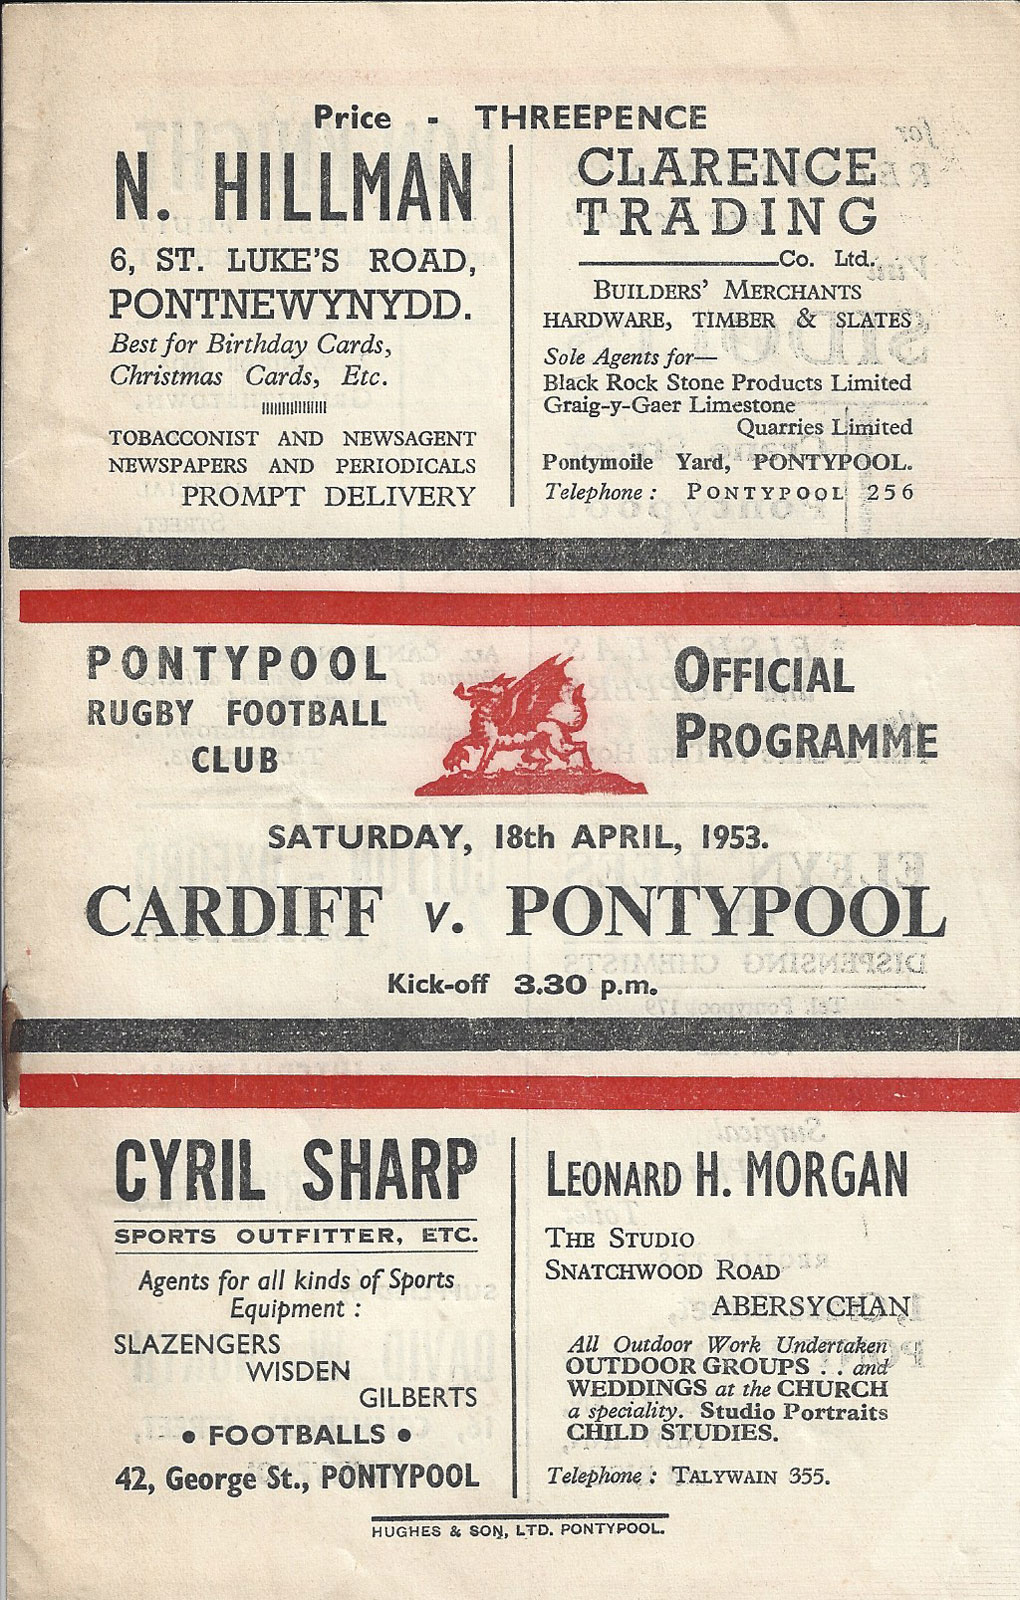 Price - THREEPENCE
N. HILLMAN
6, ST. LUKE'S ROAD,
PONTNEWYNYDD.
Best for Birthday Cards,
Christmas Cards, Etc.
TOBACCONIST AND NEWSAGENT
NEWSPAPERS AND PERIODICALS
PROMPT DELIVERY
CLARENCE
TRADING
Co. Ltd.
BUILDERS' MERCHANTS
HARDWARE, TIMBER & SLATES
Sole Agents for—
Black Rock Stone Products Limited
Graig-y-Gaer Limestone
Quarries Limited
Pontymoile Yard, PONTYPOOL.
Telephone: PONTYPOOL 256
PONTYPOOL
RUGBY FOOTBALL
CLUB
OFFICIAL
PROGRAMME
SATURDAY, 18th APRIL, 1953.
CARDIFF v. PONTYPOOL
Kick-off 3.30 p.m.
CYRIL SHARP
SPORTS OUTFITTER, ETC.
Agents for all kinds of Sports
Equipment:
SLAZENGERS
WISDEN
GILBERTS
• FOOTBALLS •
42, George St., PONTYPOOL
LEONARD H. MORGAN
THE STUDIO
SNATCHWOOD ROAD
ABERSYCHAN
All Outdoor Work Undertaken
OUTDOOR GROUPS . . and
WEDDINGS at the CHURCH
a speciality. Studio Portraits
CHILD STUDIES.
Telephone: TALYWAIN 355.
HUGHES & SON, LTD. PONTYPOOL.